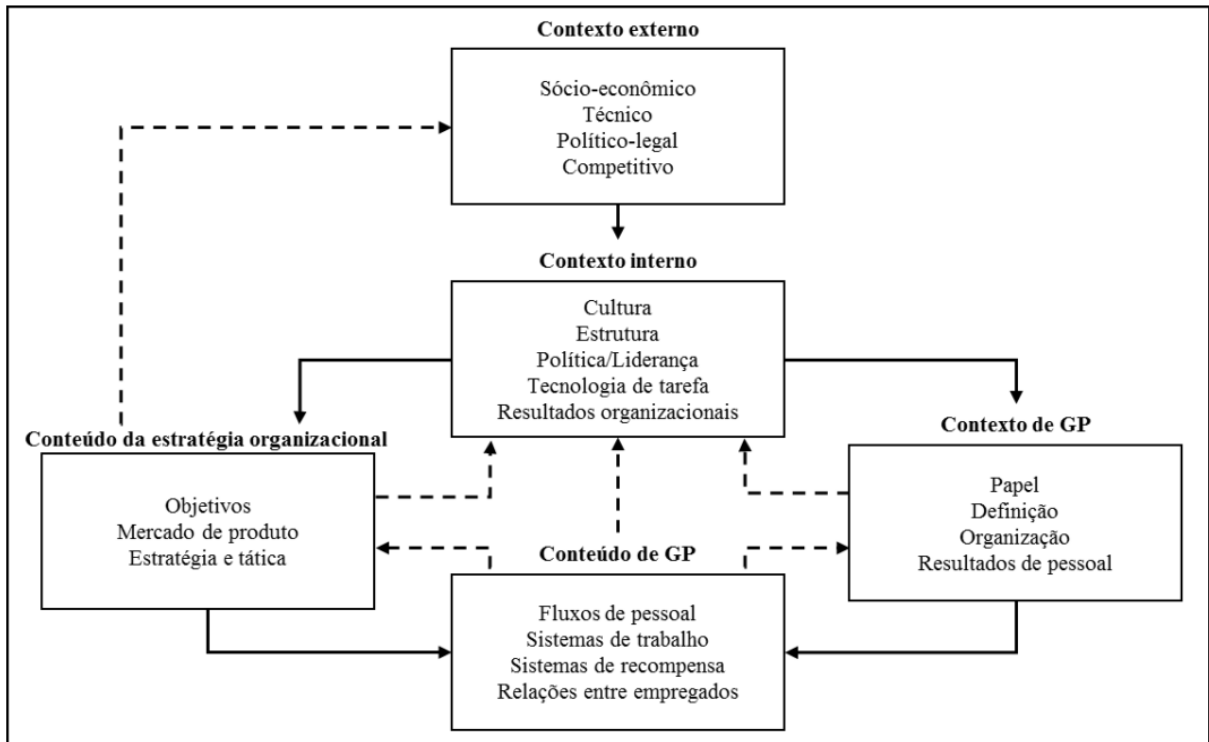 Contexto externo
Sócio-econômico
Técnico
Político-legal
Competitivo
Contexto interno
Cultura
Estrutura
Política/Liderança
Tecnologia de tarefa
Resultados organizacionais
Conteúdo da estratégia organizacional
Objetivos
Mercado de produto
Estratégia e tática
Contexto de GP
Papel
Definição
Organização
Resultados de pessoal
Conteúdo de GP
Fluxos de pessoal
Sistemas de trabalho
Sistemas de recompensa
Relações entre empregados